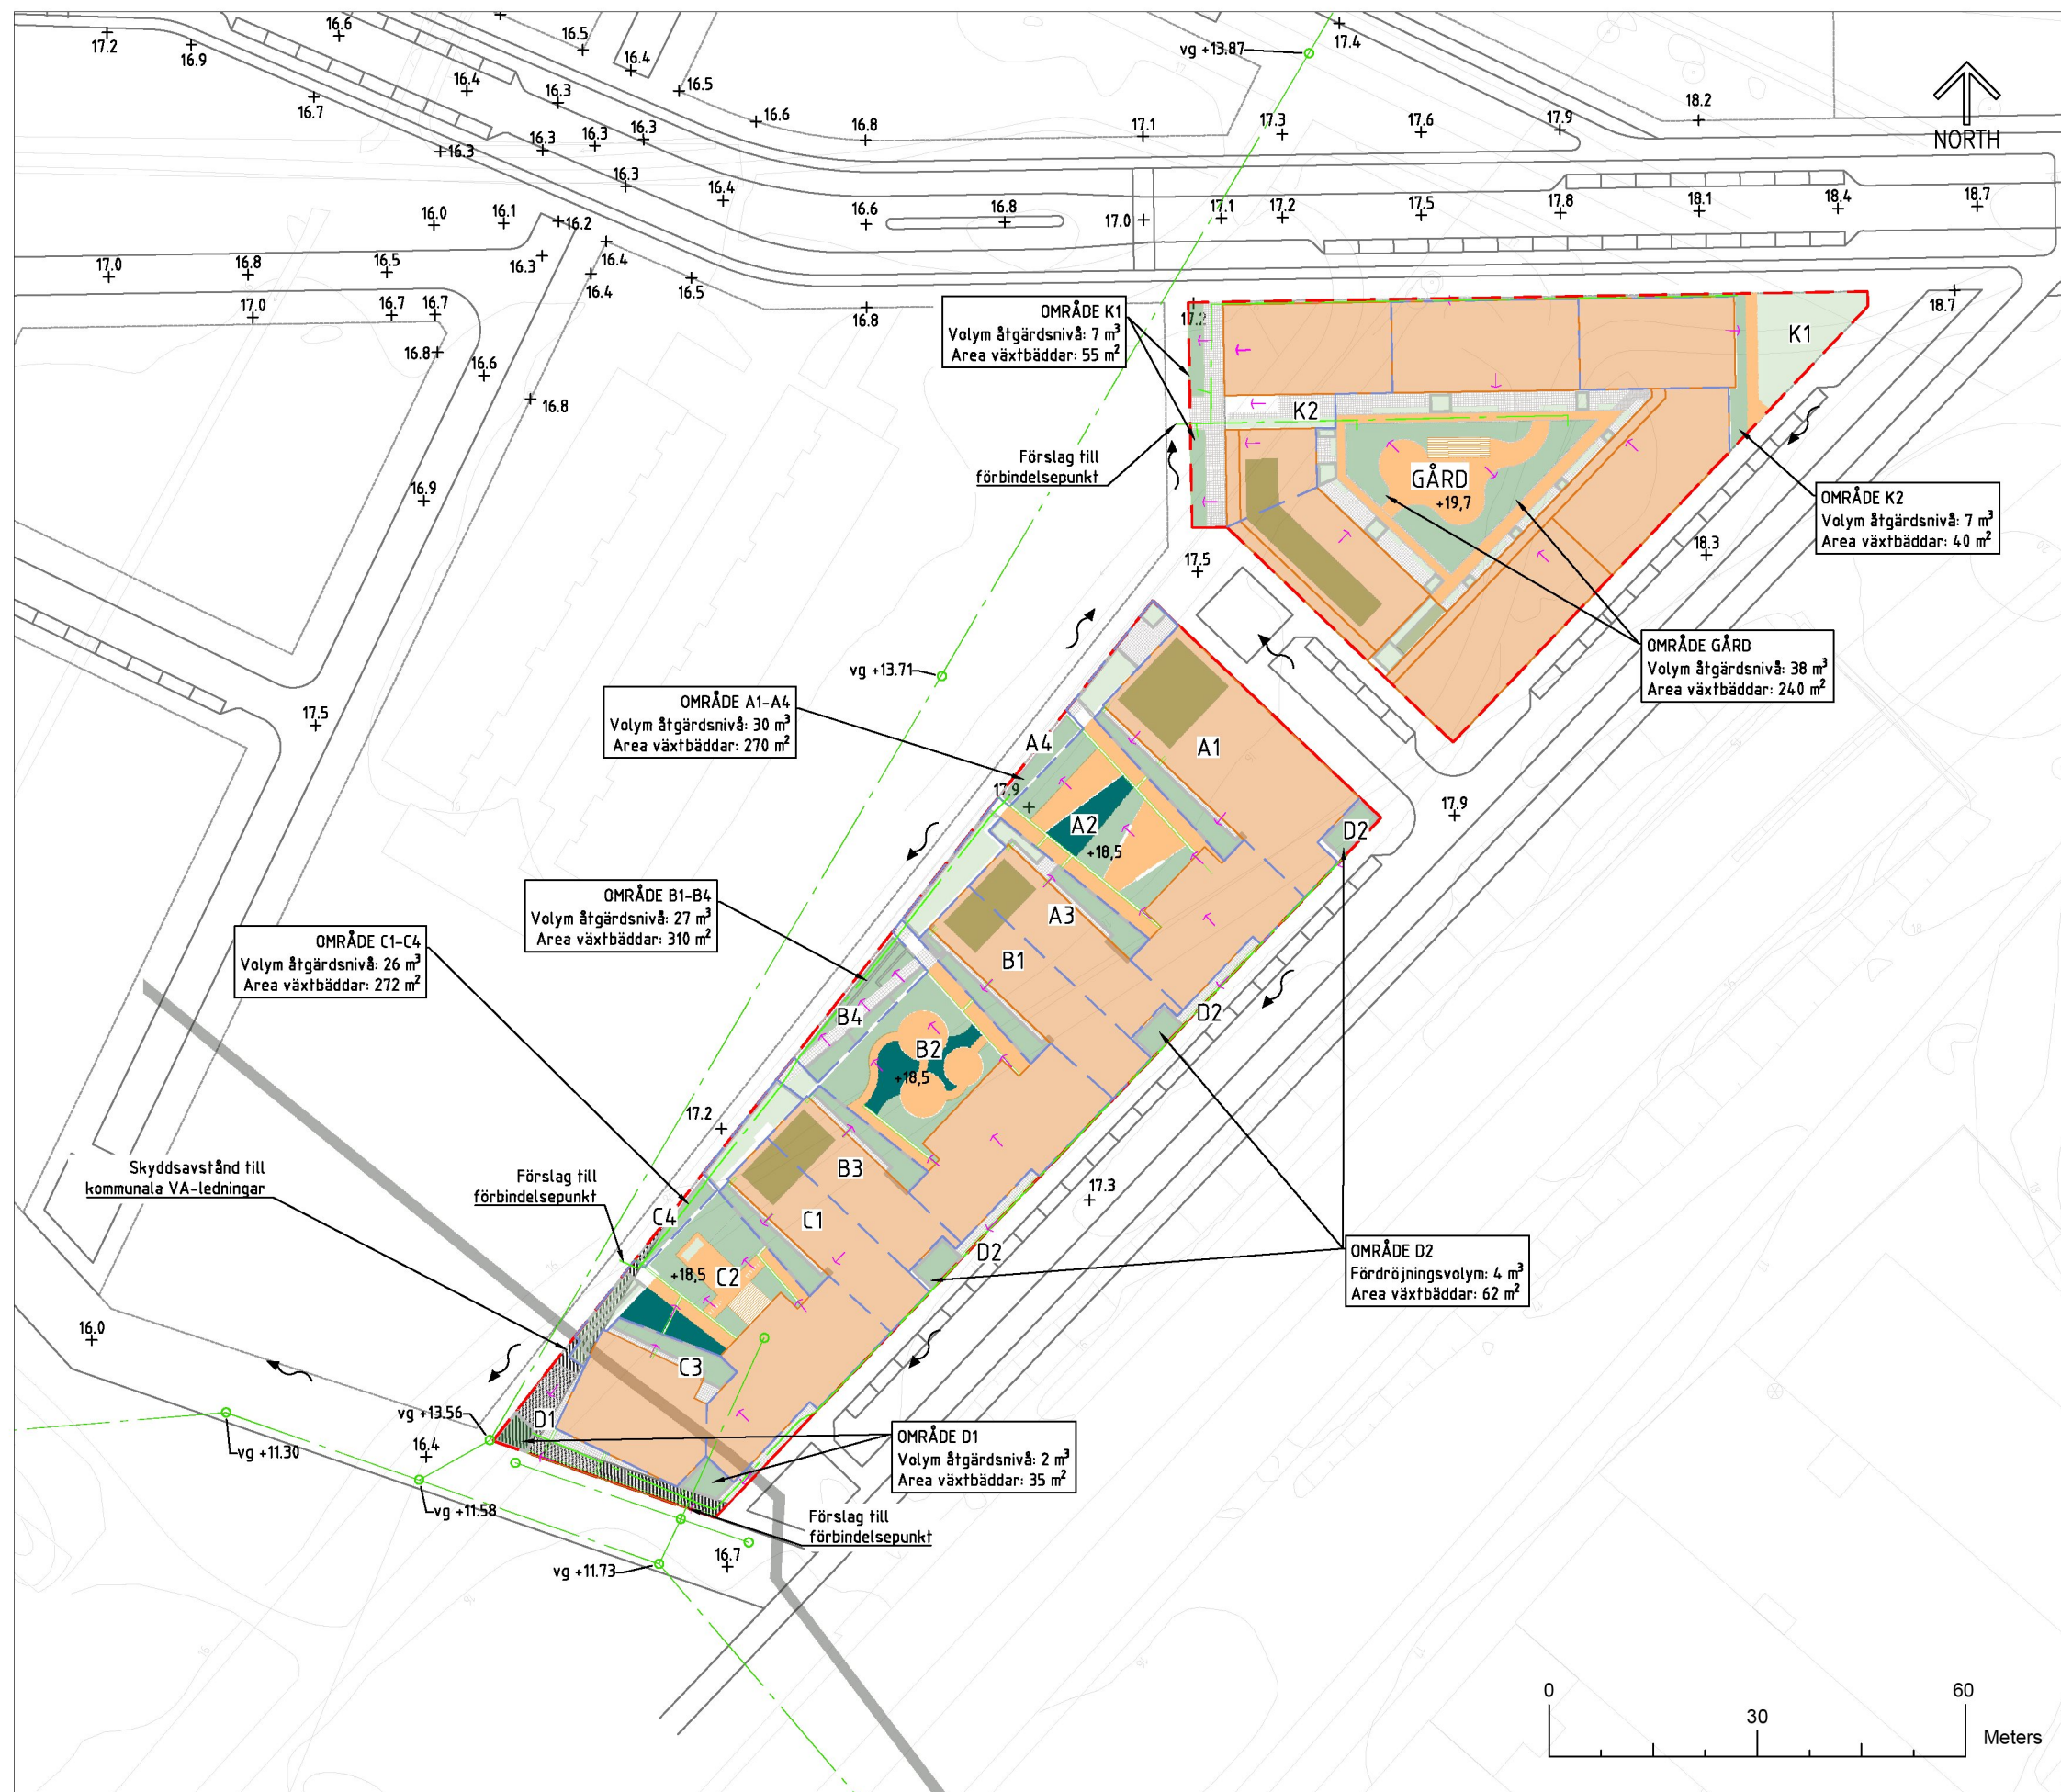 17.2
16.9
16.6
16.5
16.4
16.4
16.5
16.7
16.3
16.3
16.3
16.3
16.3
16.6
16.8
17.1
vg +13.87
17.4
17.3
17.6
17.9
18.2
NORTH
16.3
16.4
16.0
16.1
16.2
16.6
16.8
17.0
17.1
17.2
17.5
17.8
18.1
18.4
18.7
17.0
16.8
16.5
16.3
16.4
16.4
16.5
16.8
17.0
16.7
16.7
16.8
16.6
16.8
16.9
17.2
18.7
OMRÅDE K1
Volym åtgärdsnivå: 7 m³
Area växtbäddar: 55 m²
K1
K2
Förslag till
förbindelsepunkt
GÅRD
+19,7
OMRÅDE K2
Volym åtgärdsnivå: 7 m³
Area växtbäddar: 40 m²
18.3
17.5
OMRÅDE GÅRD
Volym åtgärdsnivå: 38 m³
Area växtbäddar: 240 m²
vg +13.71
17.5
OMRÅDE A1-A4
Volym åtgärdsnivå: 30 m³
Area växtbäddar: 270 m²
A4
A1
17.9
17.9
A2
+18,5
D2
A3
OMRÅDE B1-B4
Volym åtgärdsnivå: 27 m³
Area växtbäddar: 310 m²
OMRÅDE C1-C4
Volym åtgärdsnivå: 26 m³
Area växtbäddar: 272 m²
B1
B4
D2
B2
+18,5
17.2
B3
17.3
Skyddsavstånd till
kommunala VA-ledningar
Förslag till
förbindelsepunkt
C4
C1
D2
+18,5
C2
OMRÅDE D2
Fördröjningsvolym: 4 m³
Area växtbäddar: 62 m²
16.0
C3
vg +13.56
D1
16.4
vg +11.30
OMRÅDE D1
Volym åtgärdsnivå: 2 m³
Area växtbäddar: 35 m²
vg +11.58
Förslag till
förbindelsepunkt
16.7
vg +11.73
0
30
60
Meters